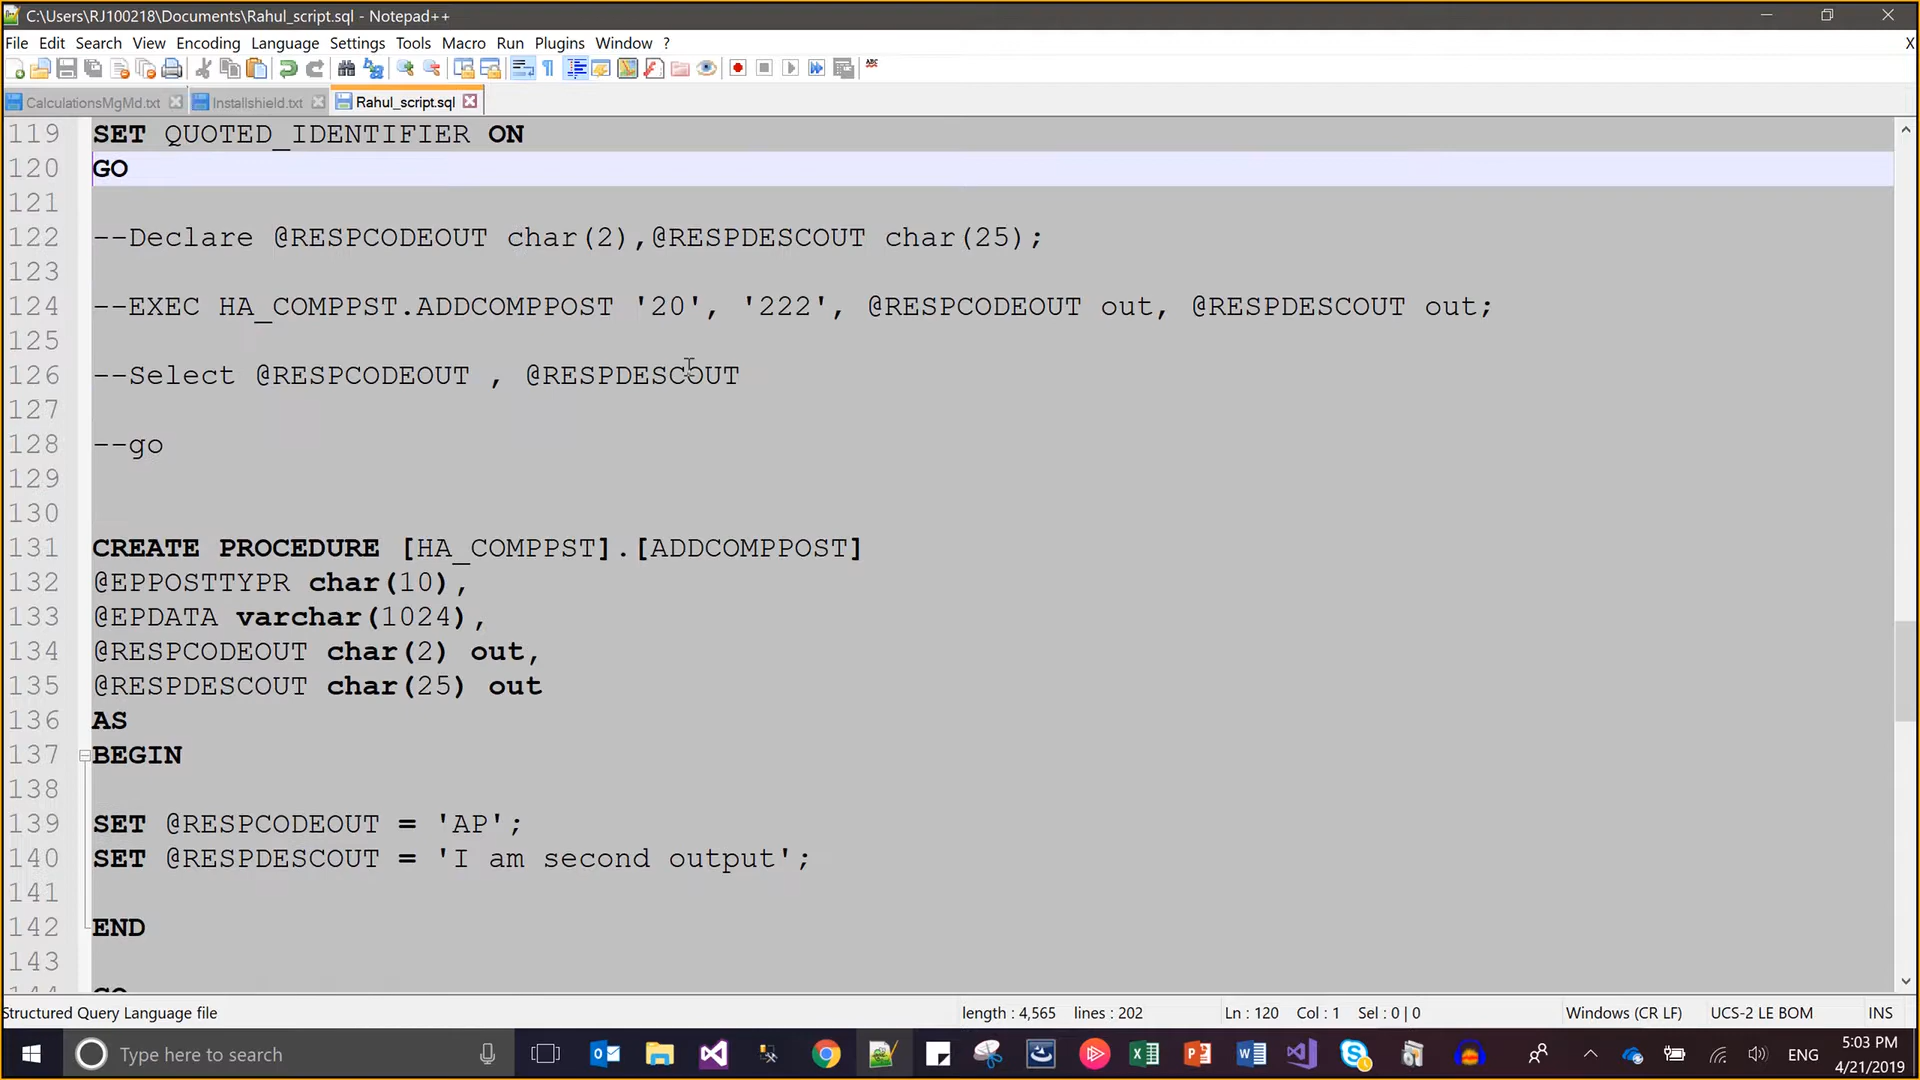 C:\Users\RJ100218\Documents\Rahul_script.sql - Notepad++
File Edit Search View Encoding Language Settings Tools Macro Run Plugins Window ? X
CalculationsMgMd.txt Installshield.txt Rahul_script.sql
119 SET QUOTED_IDENTIFIER ON
120 GO
121
122 --Declare @RESPCODEOUT char(2),@RESPDESCOUT char(25);
123
124 --EXEC HA_COMPPST.ADDCOMPPOST '20', '222', @RESPCODEOUT out, @RESPDESCOUT out;
125
126 --Select @RESPCODEOUT , @RESPDESCOUT
127
128 --go
129
130
131 CREATE PROCEDURE [HA_COMPPST].[ADDCOMPPOST]
132 @EPPOSTTYPR char(10),
133 @EPDATA varchar(1024),
134 @RESPCODEOUT char(2) out,
135 @RESPDESCOUT char(25) out
136 AS
137 BEGIN
138
139 SET @RESPCODEOUT = 'AP';
140 SET @RESPDESCOUT = 'I am second output';
141
142 END
143
144 GO
Structured Query Language file length : 4,565 lines : 202 Ln : 120 Col : 1 Sel : 0 | 0 Windows (CR LF) UCS-2 LE BOM INS
Type here to search ENG 5:03 PM
4/21/2019